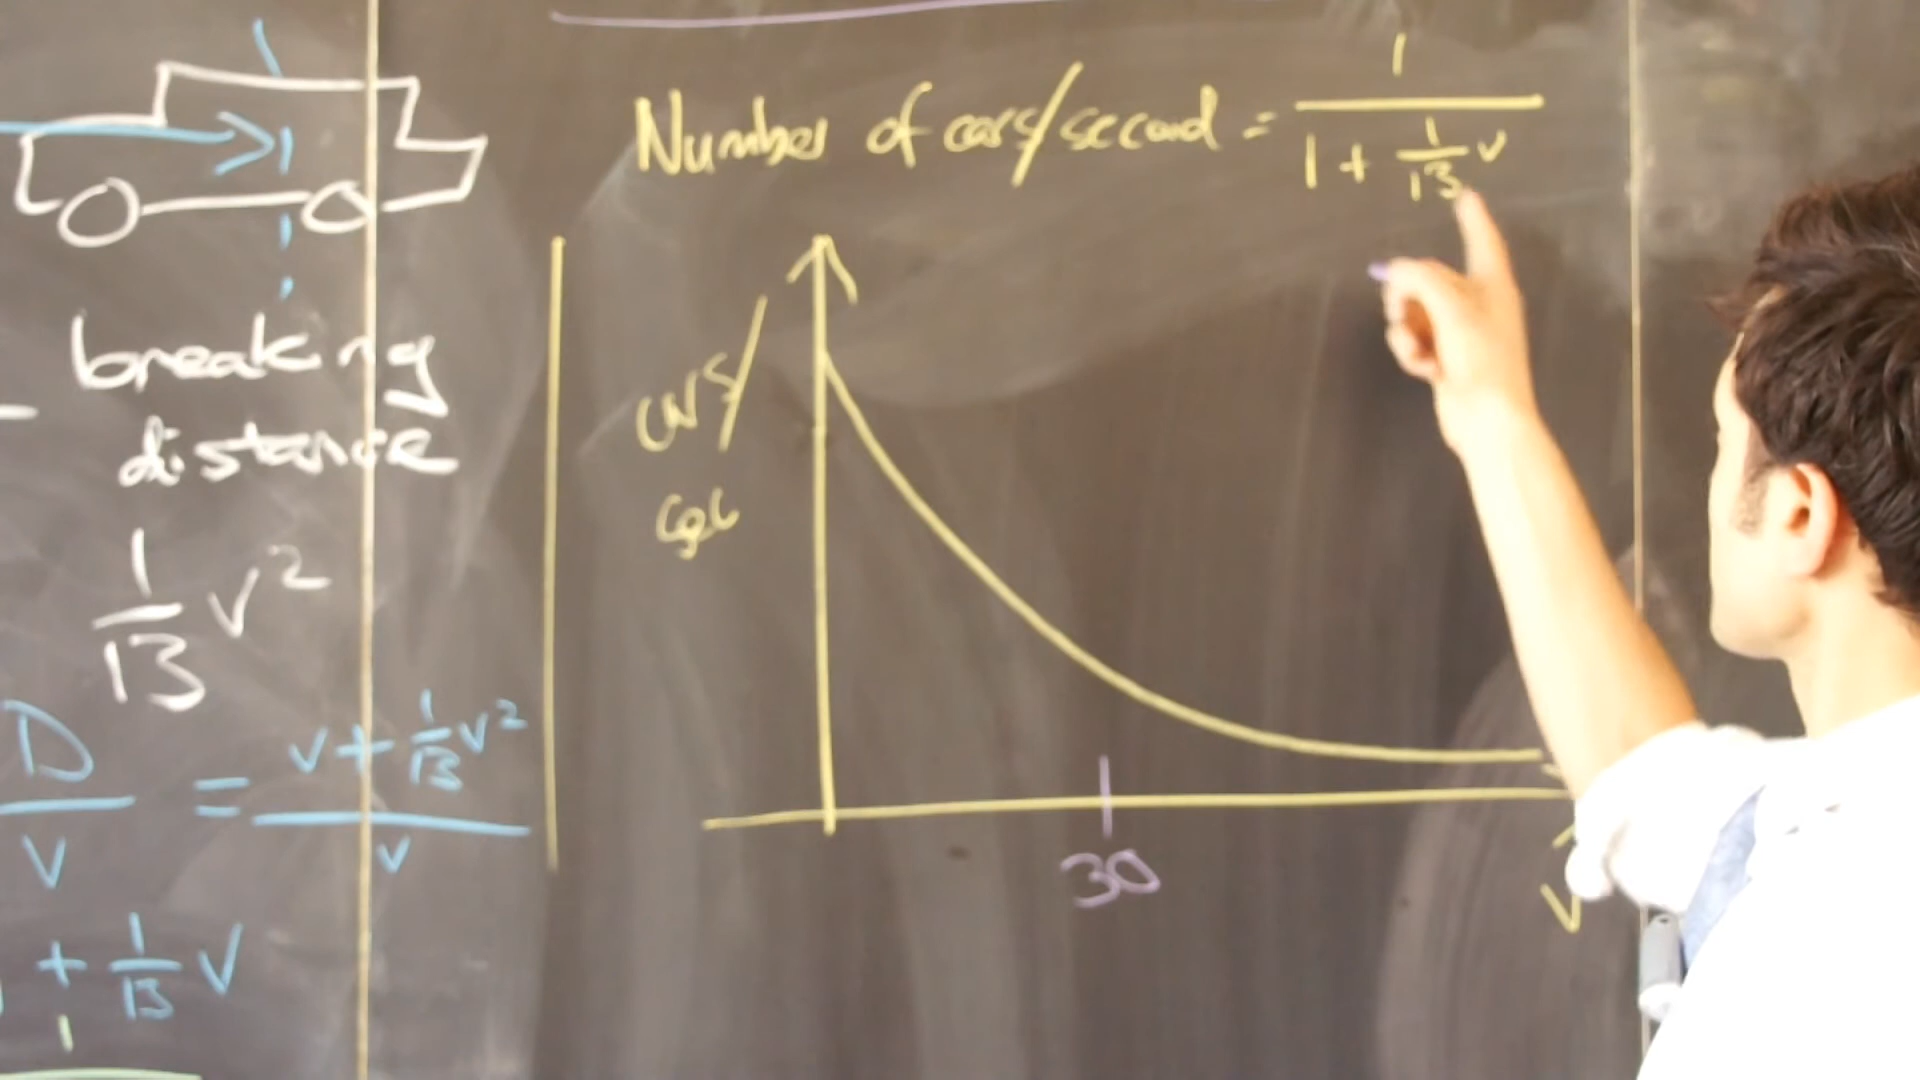 breaking
distance
1/13 v²
D/v = (v + 1/13 v²)/v
+ 1/13 v
1
Number of cars/second = 1/(1 + 1/13 v)
cars/
sec
30
v